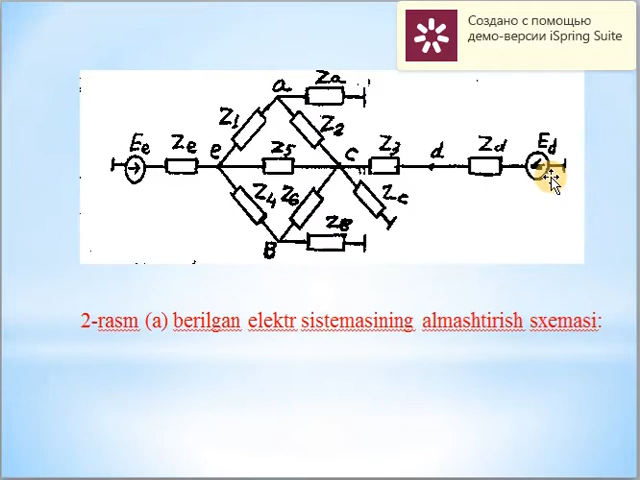 Создано с помощью
демо-версии iSpring Suite
a Za
Z1 Z2
Ee Ze e Z5 c Z3 d Zd Ed
Z4 Z6 Zc
B ZB
2-rasm (a) berilgan elektr sistemasining almashtirish sxemasi: